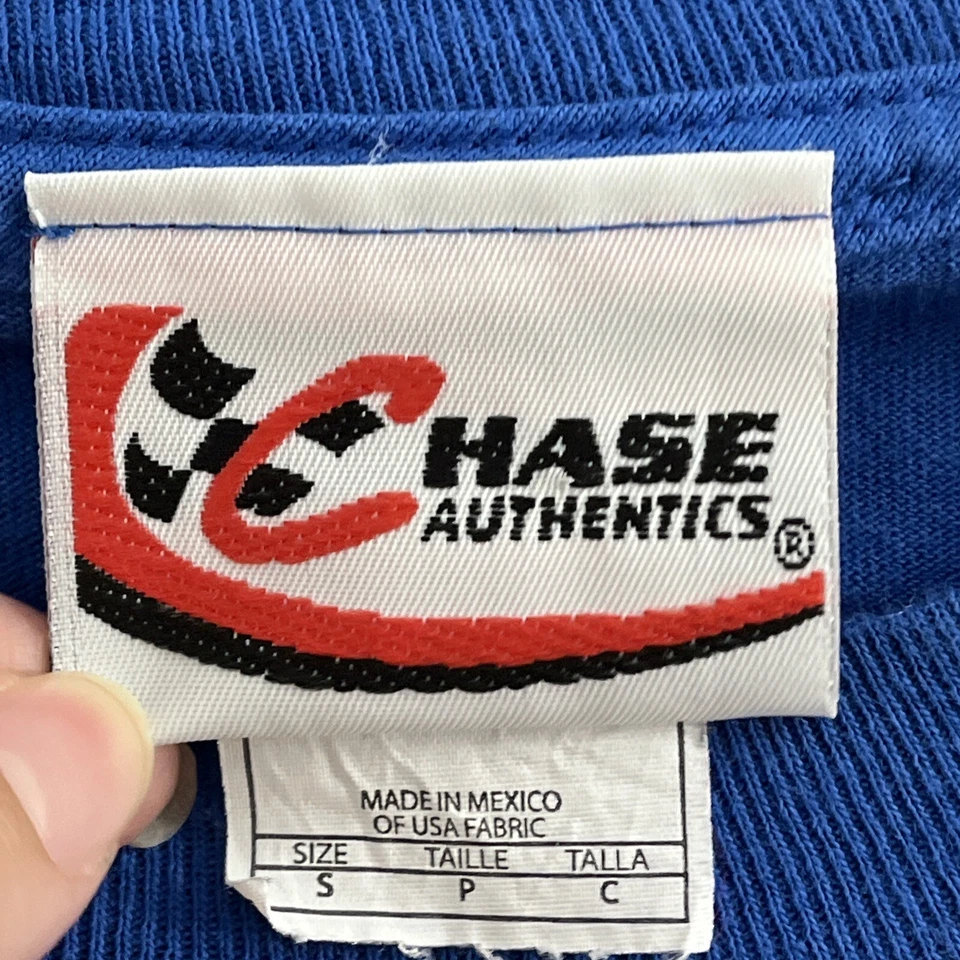 CHASE
AUTHENTICS®
MADE IN MEXICO
OF USA FABRIC
SIZE TAILLE TALLA
S P C